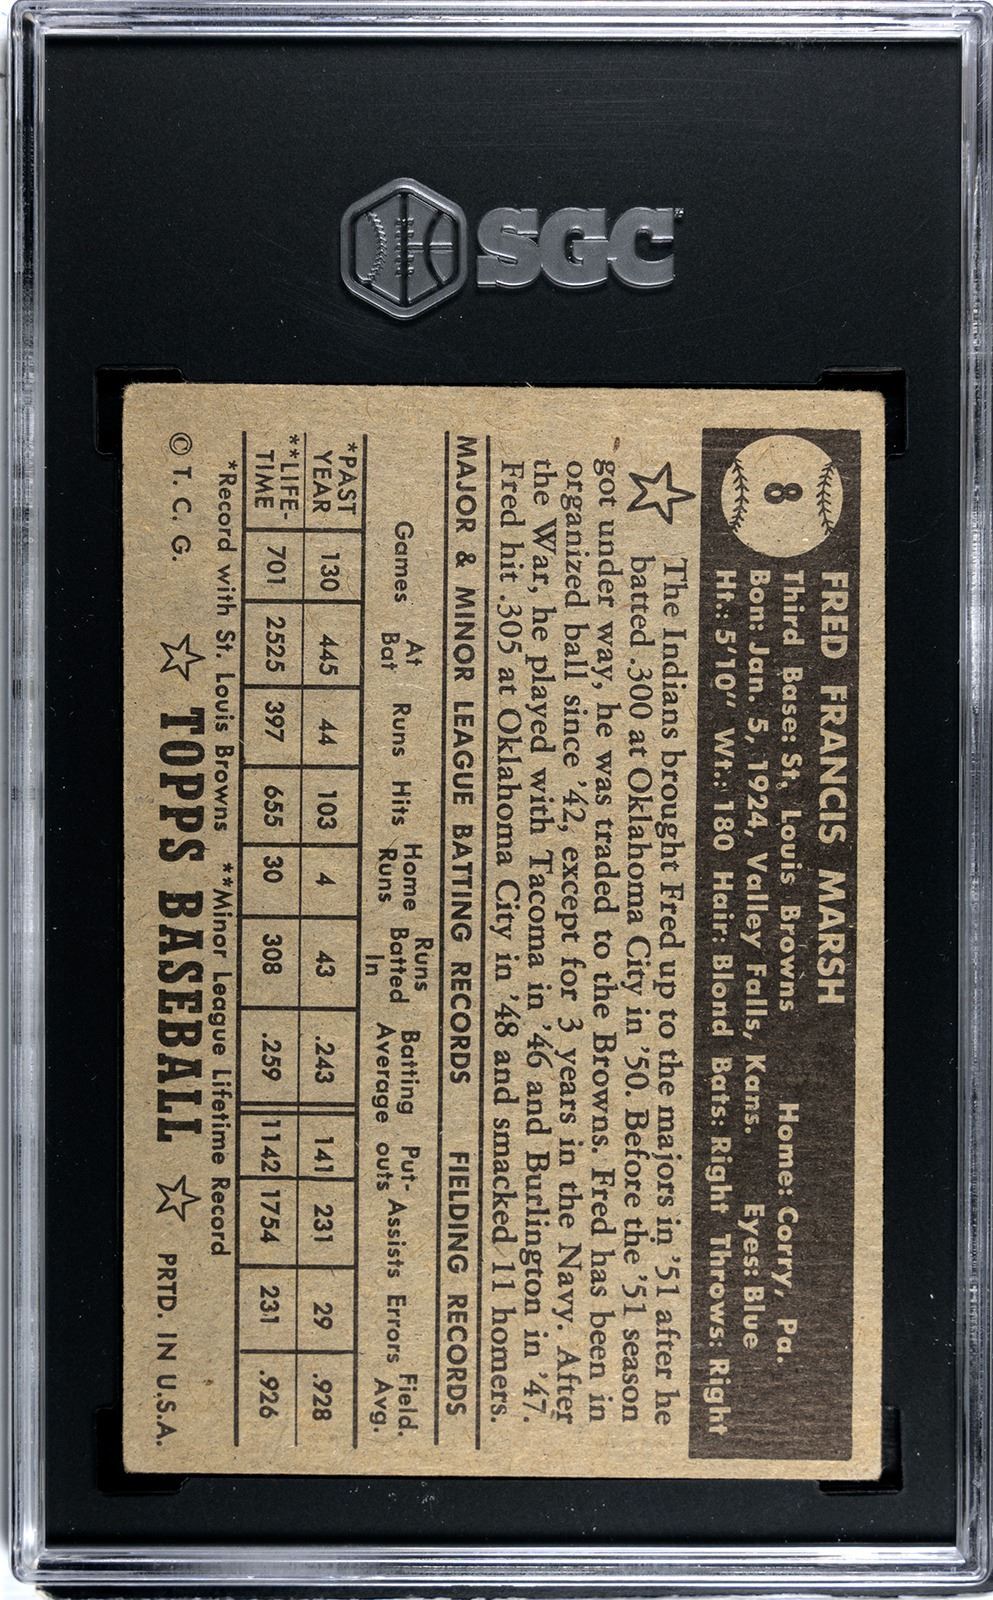 SGC
8
FRED FRANCIS MARSH
Third Base: St. Louis Browns Home: Corry, Pa.
Bon: Jan. 5, 1924, Valley Falls, Kans. Eyes: Blue
Ht.: 5'10" Wt.: 180 Hair: Blond Bats: Right Throws: Right
The Indians brought Fred up to the majors in '51 after he
batted .300 at Oklahoma City in '50. Before the '51 season
got under way, he was traded to the Browns. Fred has been in
organized ball since '42, except for 3 years in the Navy. After
the War, he played with Tacoma in '46 and Burlington in '47.
Fred hit .305 at Oklahoma City in '48 and smacked 11 homers.
MAJOR & MINOR LEAGUE BATTING RECORDS FIELDING RECORDS
Games At Bat Runs Hits Home Runs Runs Batted In Batting Average Put-outs Assists Errors Field. Avg.
*PAST YEAR 130 445 44 103 4 43 .243 141 231 29 .928
**LIFE-TIME 701 2525 397 655 30 308 .259 1142 1754 231 .926
*Record with St. Louis Browns **Minor League Lifetime Record
© T. C. G. TOPPS BASEBALL PRTD. IN U.S.A.